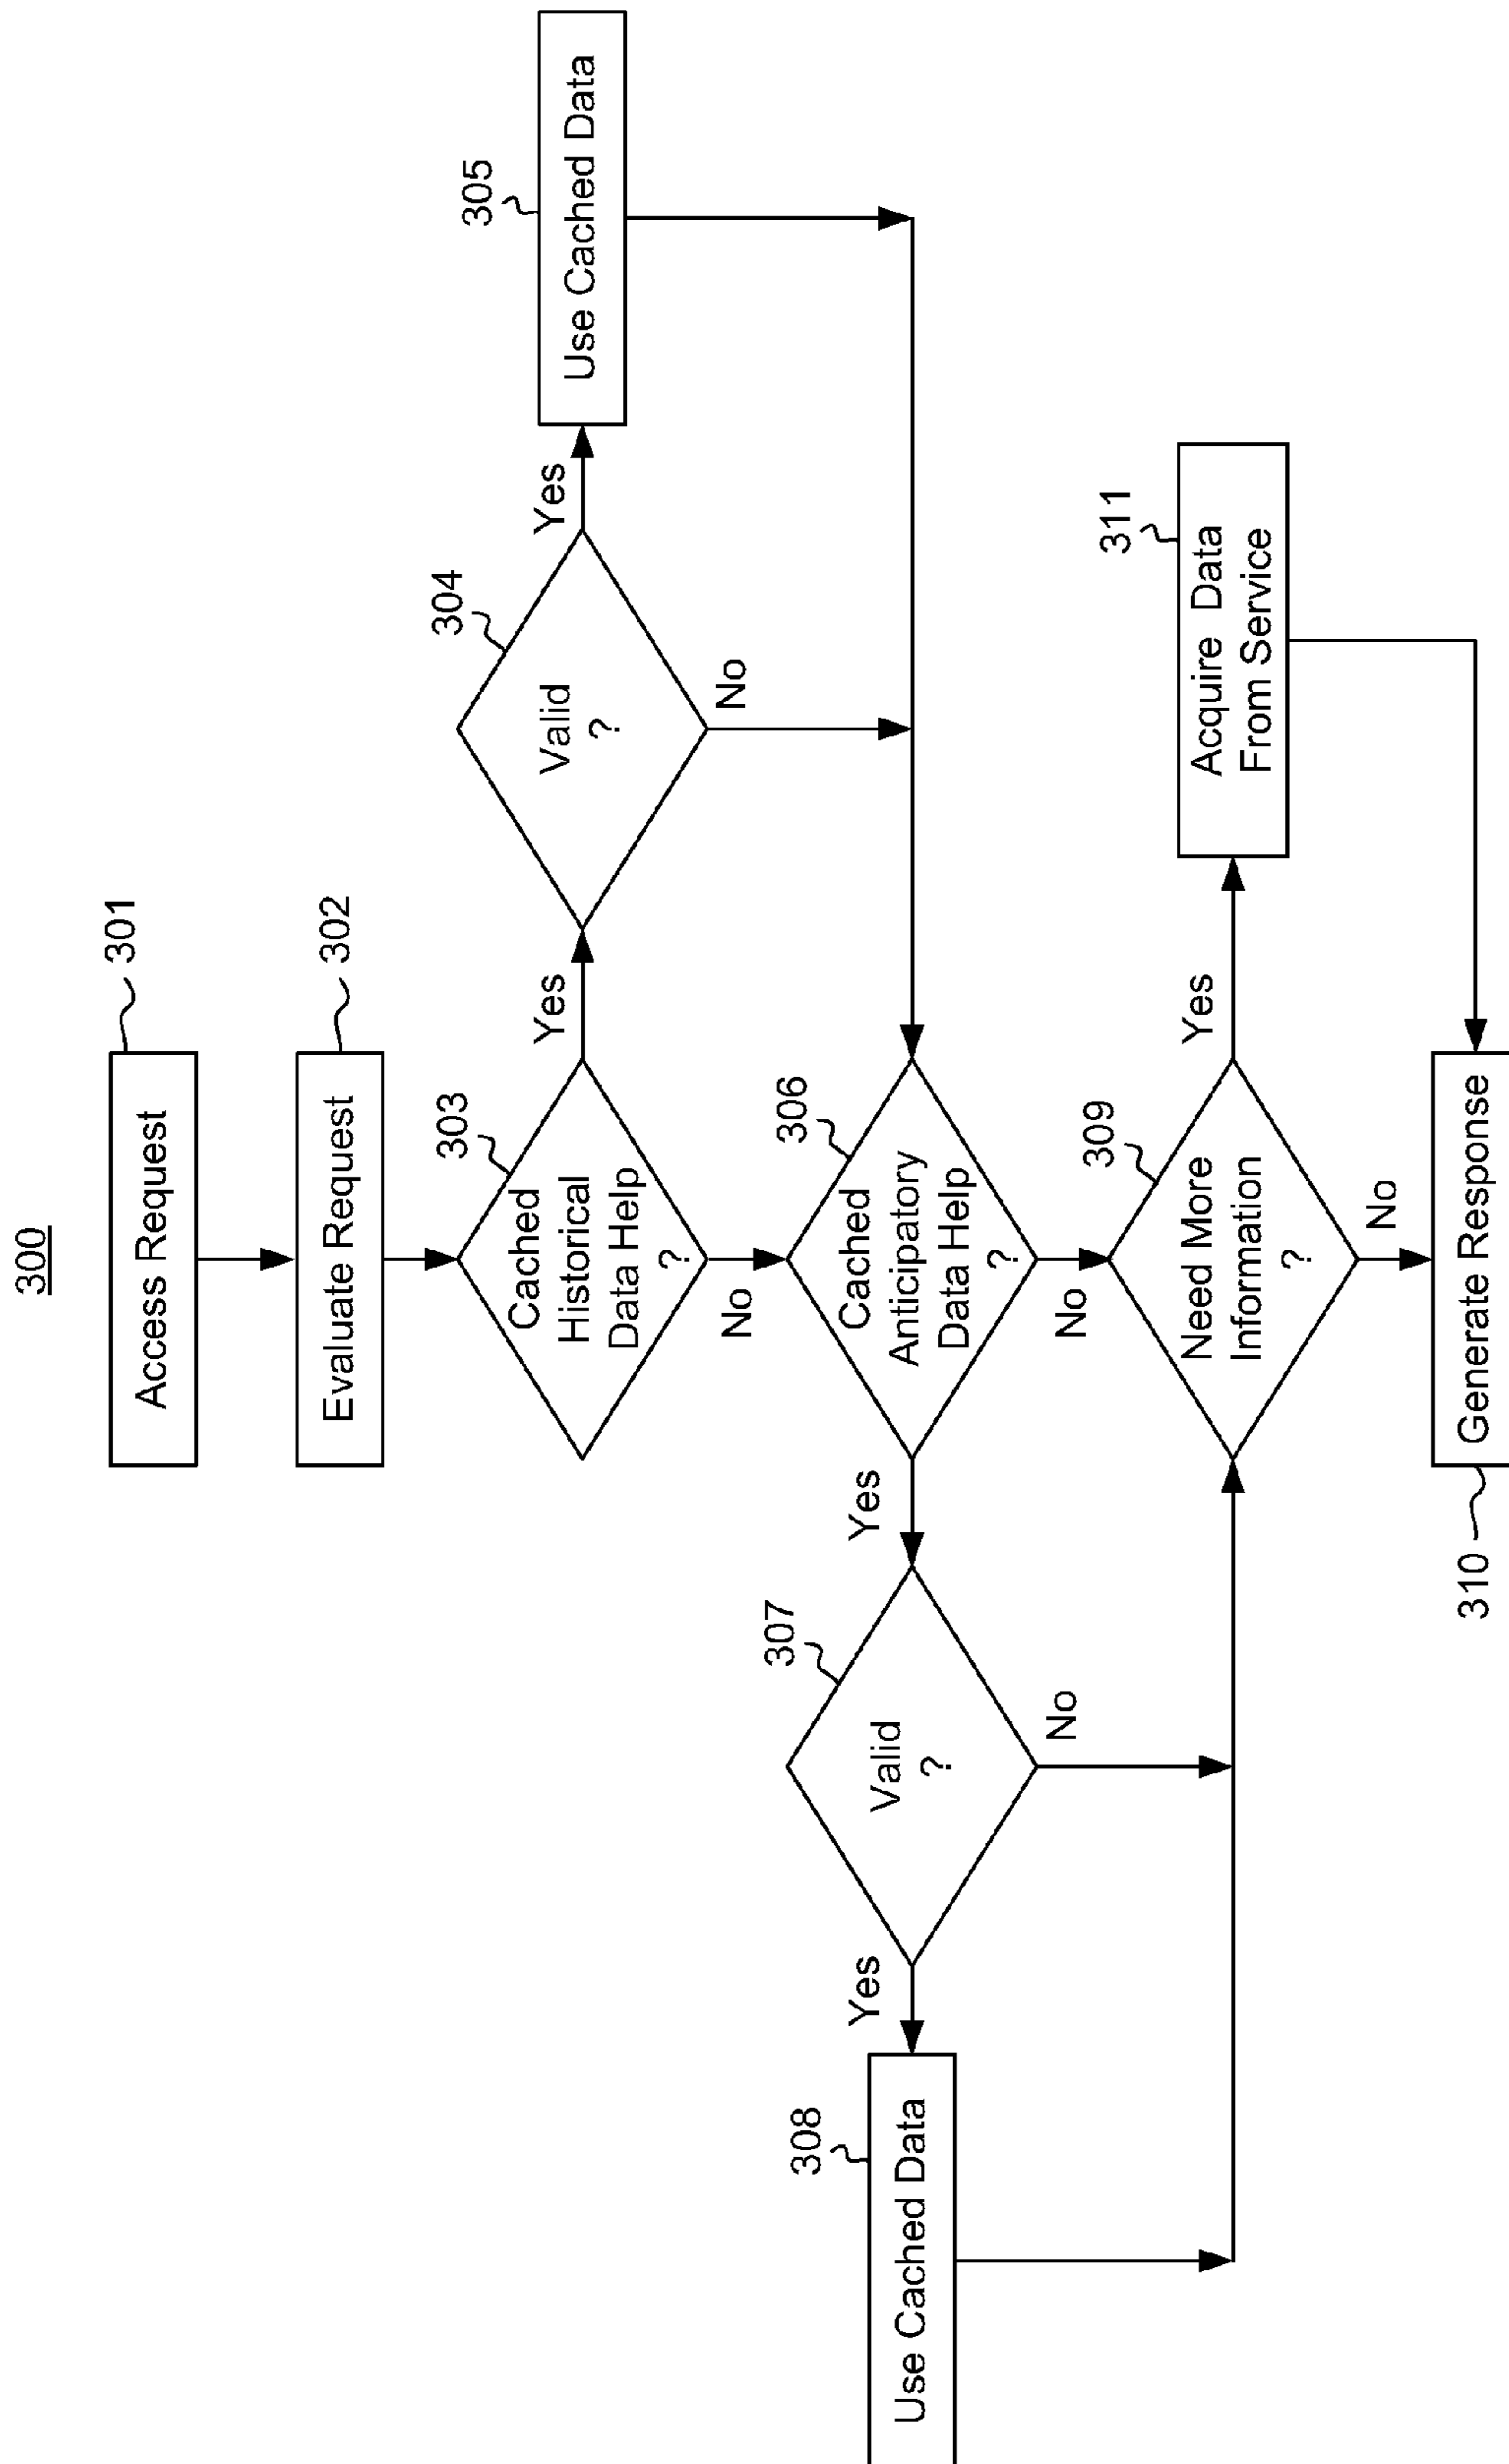 300
301
Access Request
302
Evaluate Request
303
Cached
Historical
Data Help
?
Yes
No
304
Valid
?
Yes
No
305
Use Cached Data
306
Cached
Anticipatory
Data Help
?
Yes
No
307
Valid
?
Yes
No
308
Use Cached Data
309
Need More
Information
?
Yes
No
311
Acquire Data
From Service
310
Generate Response